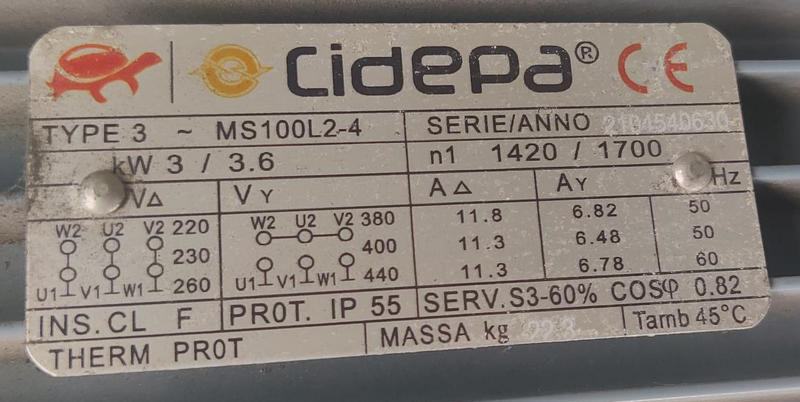 Cidepa® CE
TYPE 3 ~ MS100L2-4 SERIE/ANNO 2104540630
kW 3 / 3.6 n1 1420 / 1700
V△ VY A△ AY Hz
W2 U2 V2 220 W2 U2 V2 380 11.8 6.82 50
230 400 11.3 6.48 50
U1 V1 W1 260 U1 V1 W1 440 11.3 6.78 60
INS. CL F PROT. IP 55 SERV. S3-60% COSφ 0.82
THERM PROT MASSA kg Tamb 45°C